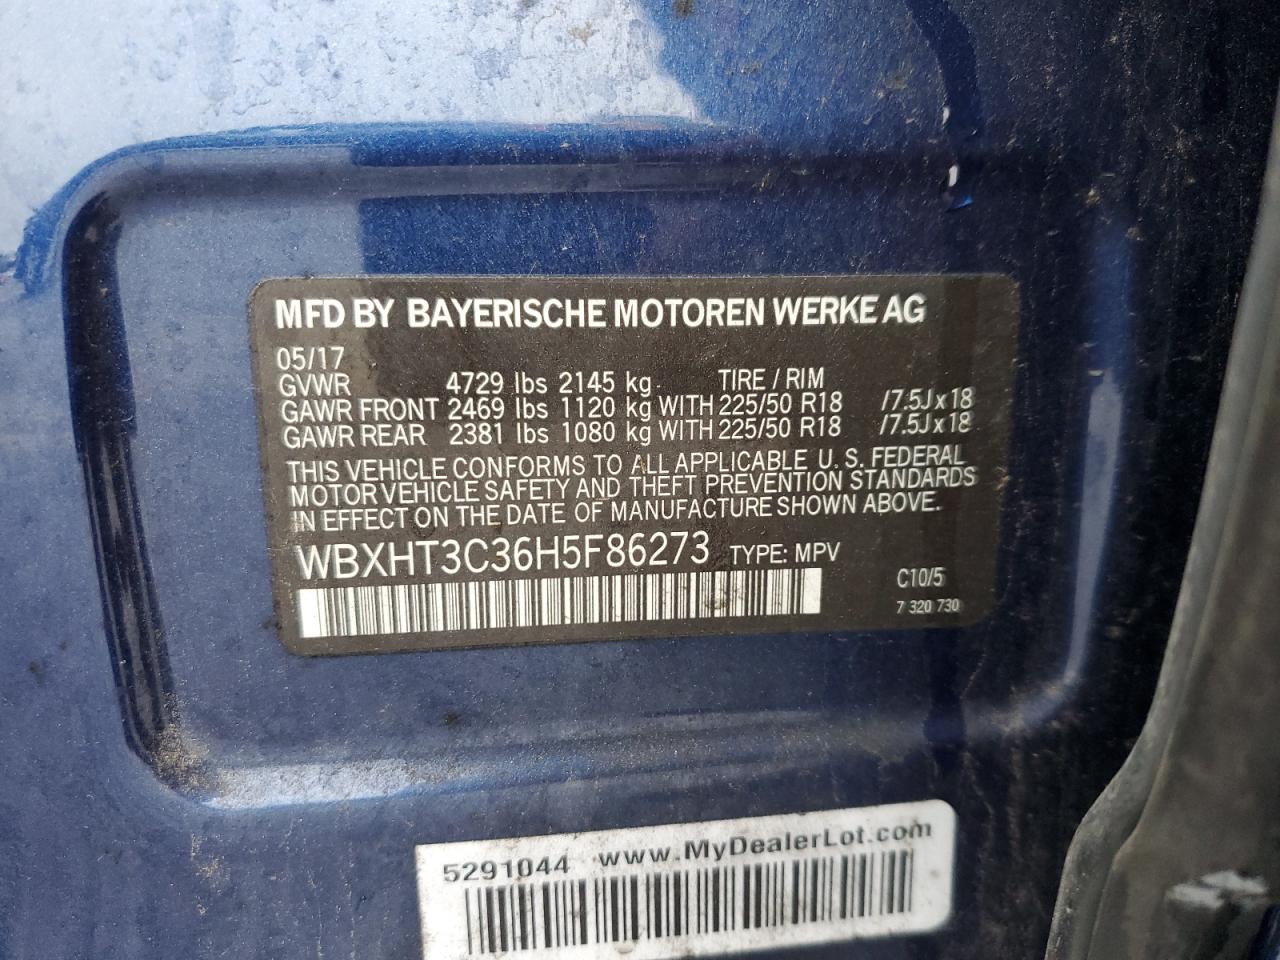 MFD BY BAYERISCHE MOTOREN WERKE AG
05/17
GVWR 4729 lbs 2145 kg TIRE / RIM
GAWR FRONT 2469 lbs 1120 kg WITH 225/50 R18 /7.5J x 18
GAWR REAR 2381 lbs 1080 kg WITH 225/50 R18 /7.5J x 18
THIS VEHICLE CONFORMS TO ALL APPLICABLE U. S. FEDERAL
MOTOR VEHICLE SAFETY AND THEFT PREVENTION STANDARDS
IN EFFECT ON THE DATE OF MANUFACTURE SHOWN ABOVE.
WBXHT3C36H5F86273 TYPE: MPV
C10/5
7 320 730
5291044 www.MyDealerLot.com